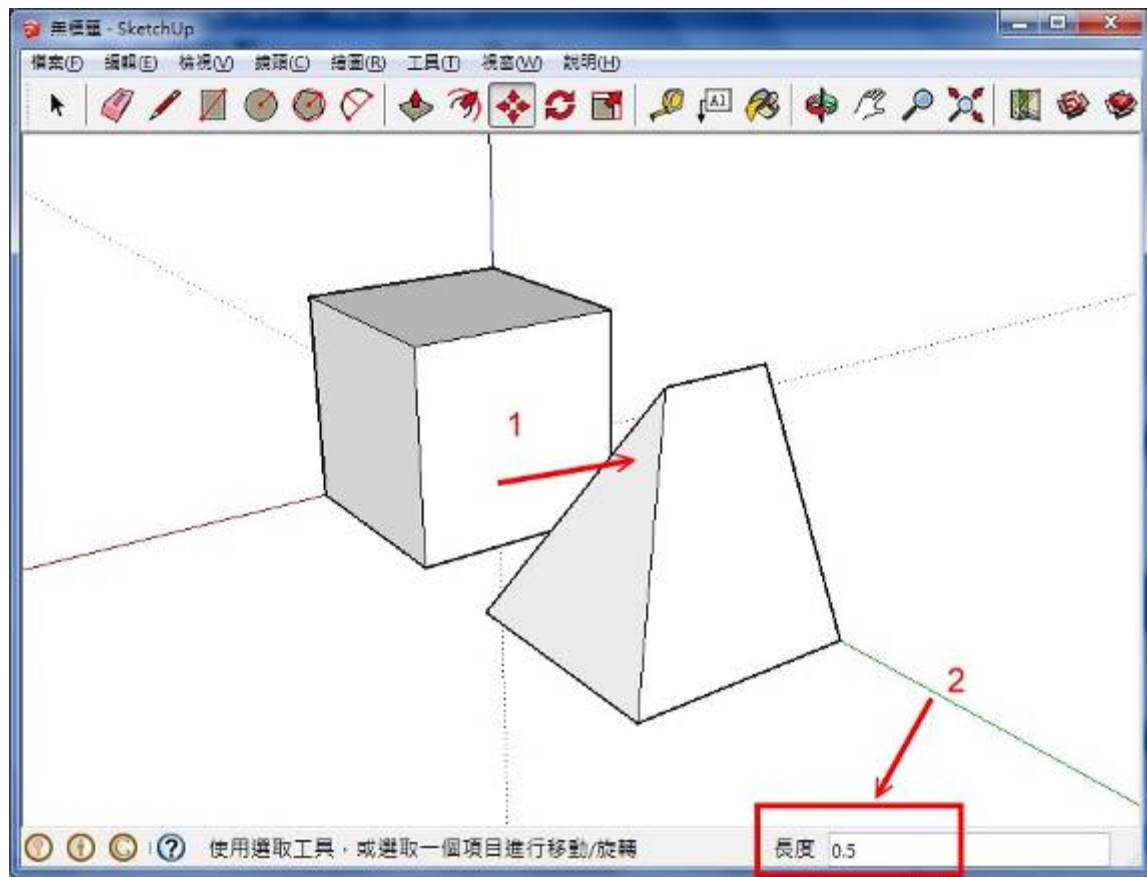 無標題 - SketchUp
檔案(F) 編輯(E) 檢視(V) 鏡頭(C) 繪圖(R) 工具(T) 視窗(W) 說明(H)
A1
1
2
使用選取工具，或選取一個項目進行移動/旋轉
長度 0.5